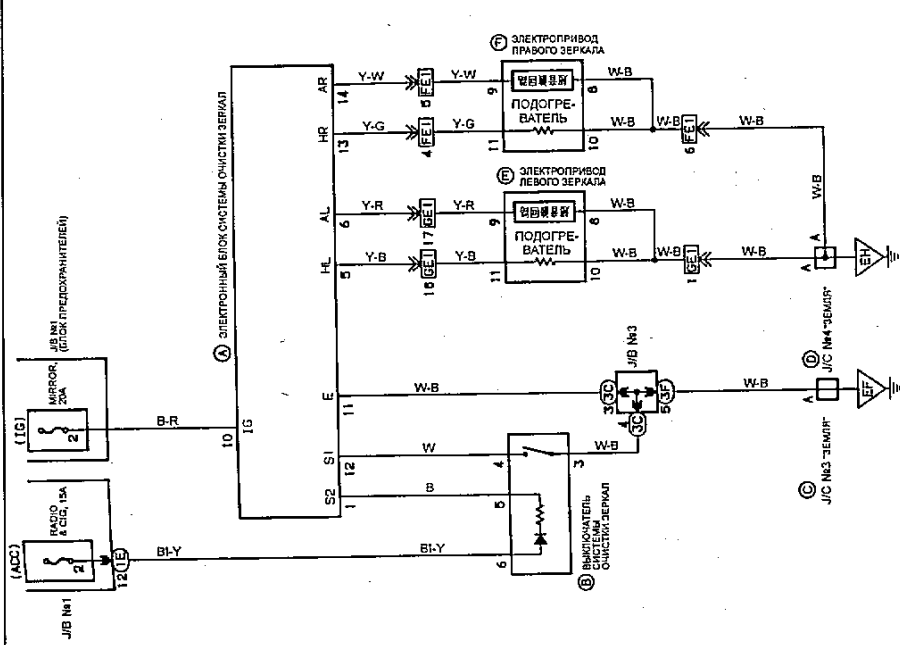 Ⓕ ЭЛЕКТРОПРИВОД
ПРАВОГО ЗЕРКАЛА
Ⓐ ЭЛЕКТРОННЫЙ БЛОК СИСТЕМЫ ОЧИСТКИ ЗЕРКАЛ
AR
14
Y-W
5
FE1
Y-W
9
ПОДОГРЕ-
ВАТЕЛЬ
8
W-B
HR
13
Y-G
4
FE1
Y-G
11
10
W-B
W-B
6
FE1
W-B
W-B
Ⓔ ЭЛЕКТРОПРИВОД
ЛЕВОГО ЗЕРКАЛА
AL
6
Y-R
17
GE1
Y-R
9
ПОДОГРЕ-
ВАТЕЛЬ
8
W-B
HL
5
Y-B
16
GE1
Y-B
11
10
W-B
W-B
1
GE1
W-B
A
A
EH
Ⓓ
J/C №4 "ЗЕМЛЯ"
J/B №1
(БЛОК ПРЕДОХРАНИТЕЛЕЙ)
(IG)
MIRROR,
20A
2
B-R
10
IG
E
11
W-B
J/B №3
3
3C
5
3F
4
3C
W-B
A
EF
Ⓒ
J/C №3 "ЗЕМЛЯ"
S1
12
W
4
3
W-B
S2
1
B
5
(ACC)
RADIO
& CIG, 15A
2
12
1E
B1-Y
B1-Y
6
J/B №1
Ⓑ ВЫКЛЮЧАТЕЛЬ
СИСТЕМЫ
ОЧИСТКИ ЗЕРКАЛ